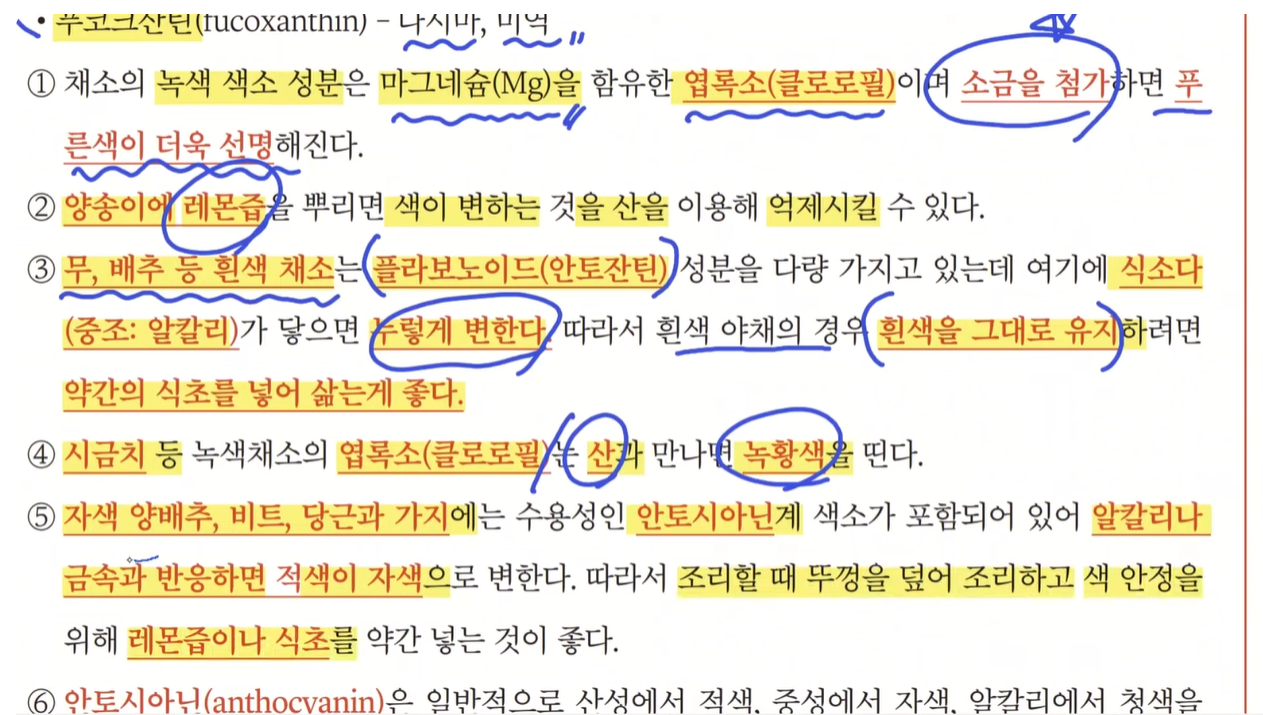 • 푸코크산틴(fucoxanthin) – 다시마, 미역
① 채소의 녹색 색소 성분은 마그네슘(Mg)을 함유한 엽록소(클로로필)이며 소금을 첨가하면 푸
른색이 더욱 선명해진다.
② 양송이에 레몬즙을 뿌리면 색이 변하는 것을 산을 이용해 억제시킬 수 있다.
③ 무, 배추 등 흰색 채소는 플라보노이드(안토잔틴) 성분을 다량 가지고 있는데 여기에 식소다
(중조: 알칼리)가 닿으면 누렇게 변한다. 따라서 흰색 야채의 경우 흰색을 그대로 유지하려면
약간의 식초를 넣어 삶는게 좋다.
④ 시금치 등 녹색채소의 엽록소(클로로필)는 산과 만나면 녹황색을 띤다.
⑤ 자색 양배추, 비트, 당근과 가지에는 수용성인 안토시아닌계 색소가 포함되어 있어 알칼리나
금속과 반응하면 적색이 자색으로 변한다. 따라서 조리할 때 뚜껑을 덮어 조리하고 색 안정을
위해 레몬즙이나 식초를 약간 넣는 것이 좋다.
⑥ 안토시아닌(anthocyanin)은 일반적으로 산성에서 적색, 중성에서 자색, 알칼리에서 청색을